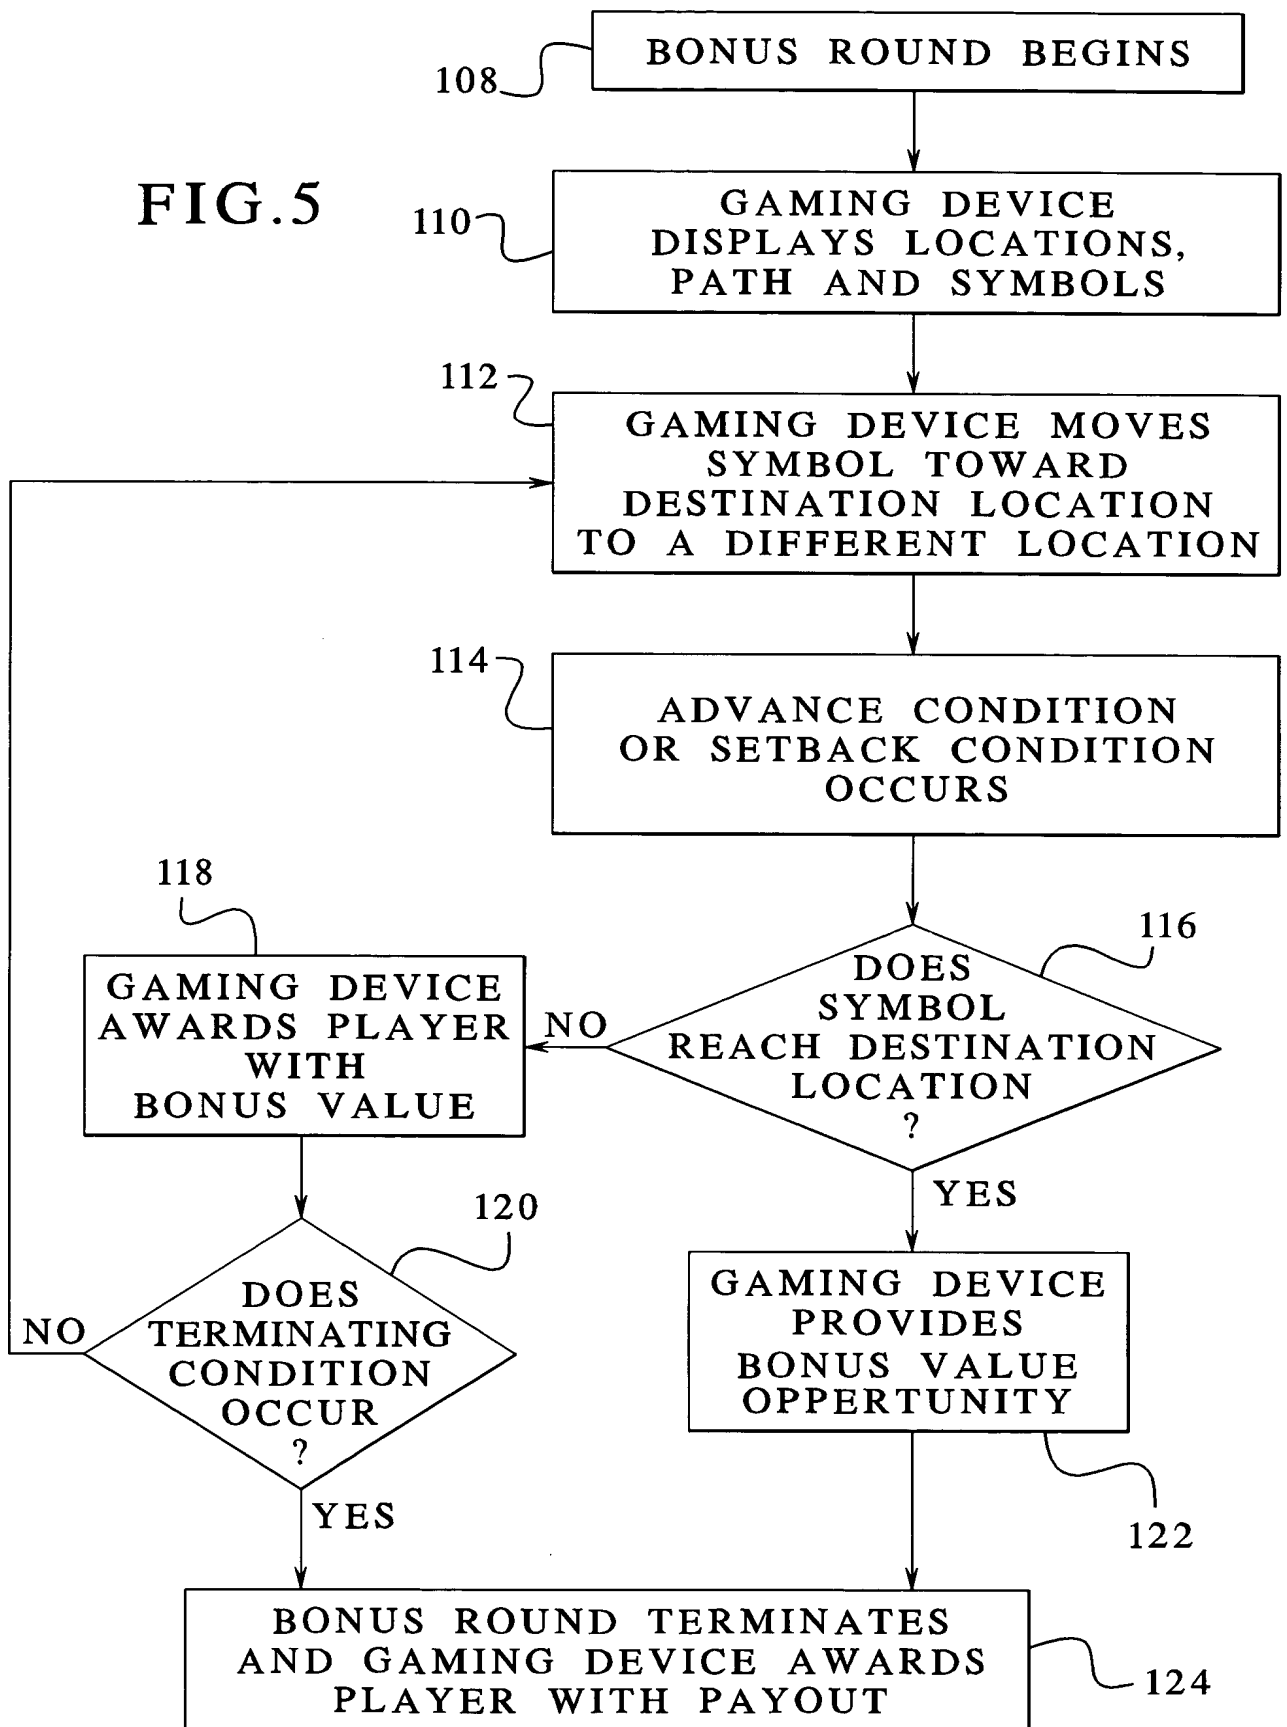 BONUS ROUND BEGINS
108
FIG.5
110
GAMING DEVICE
DISPLAYS LOCATIONS,
PATH AND SYMBOLS
112
GAMING DEVICE MOVES
SYMBOL TOWARD
DESTINATION LOCATION
TO A DIFFERENT LOCATION
114
ADVANCE CONDITION
OR SETBACK CONDITION
OCCURS
116
DOES
SYMBOL
REACH DESTINATION
LOCATION
?
NO
YES
118
GAMING DEVICE
AWARDS PLAYER
WITH
BONUS VALUE
120
DOES
TERMINATING
CONDITION
OCCUR
?
NO
YES
GAMING DEVICE
PROVIDES
BONUS VALUE
OPPERTUNITY
122
BONUS ROUND TERMINATES
AND GAMING DEVICE AWARDS
PLAYER WITH PAYOUT
124